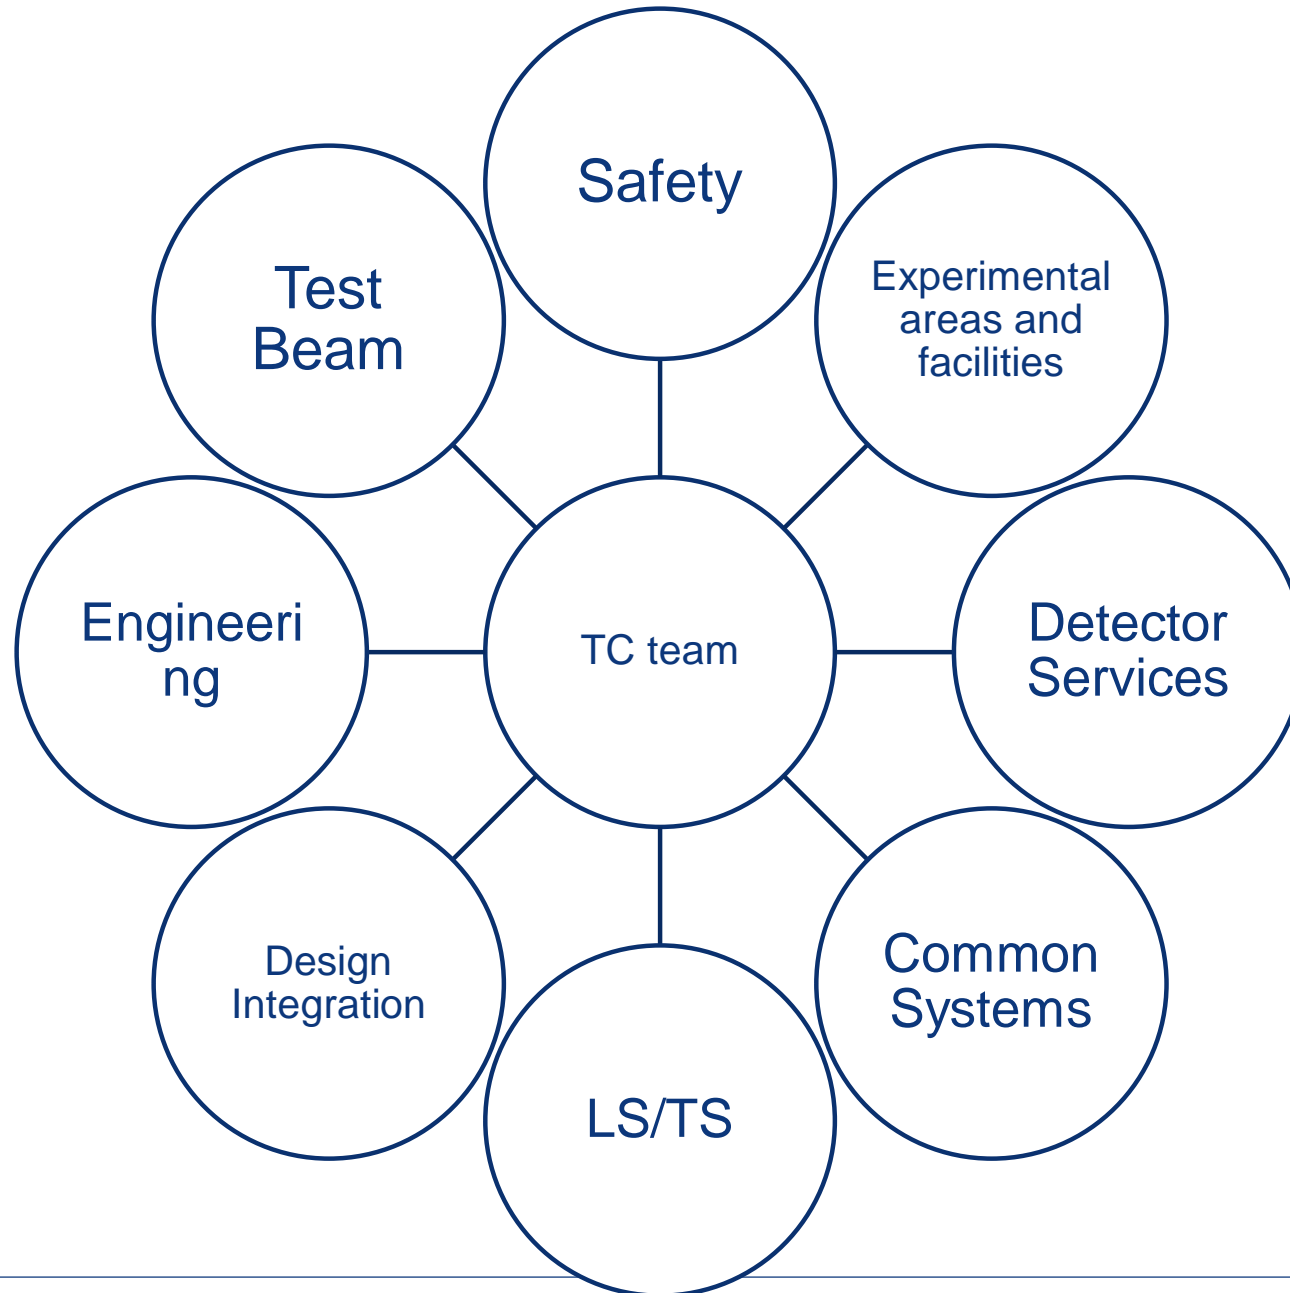 Safety
Test
Beam
Experimental
areas and
facilities
Engineeri
ng
TC team
Detector
Services
Design
Integration
Common
Systems
LS/TS